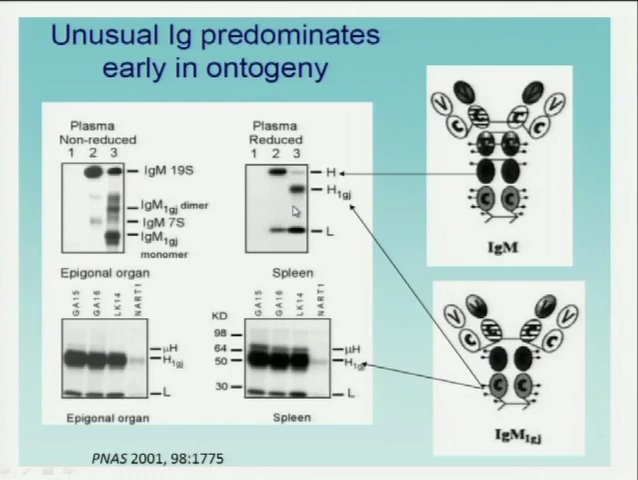 Unusual Ig predominates
early in ontogeny
Plasma
Non-reduced
1 2 3
IgM 19S
IgM1gj dimer
IgM 7S
IgM1gj
monomer
Plasma
Reduced
1 2 3
H
H1gj
L
Epigonal organ
Spleen
GA15 GA16 LK14 NART1
μH
H1gj
L
Epigonal organ
GA15 GA16 LK14 NART1
KD
98
64
50
30
μH
H1gj
L
Spleen
V V
C C
C C
IgM
V V
C C
C C
IgM1gj
PNAS 2001, 98:1775